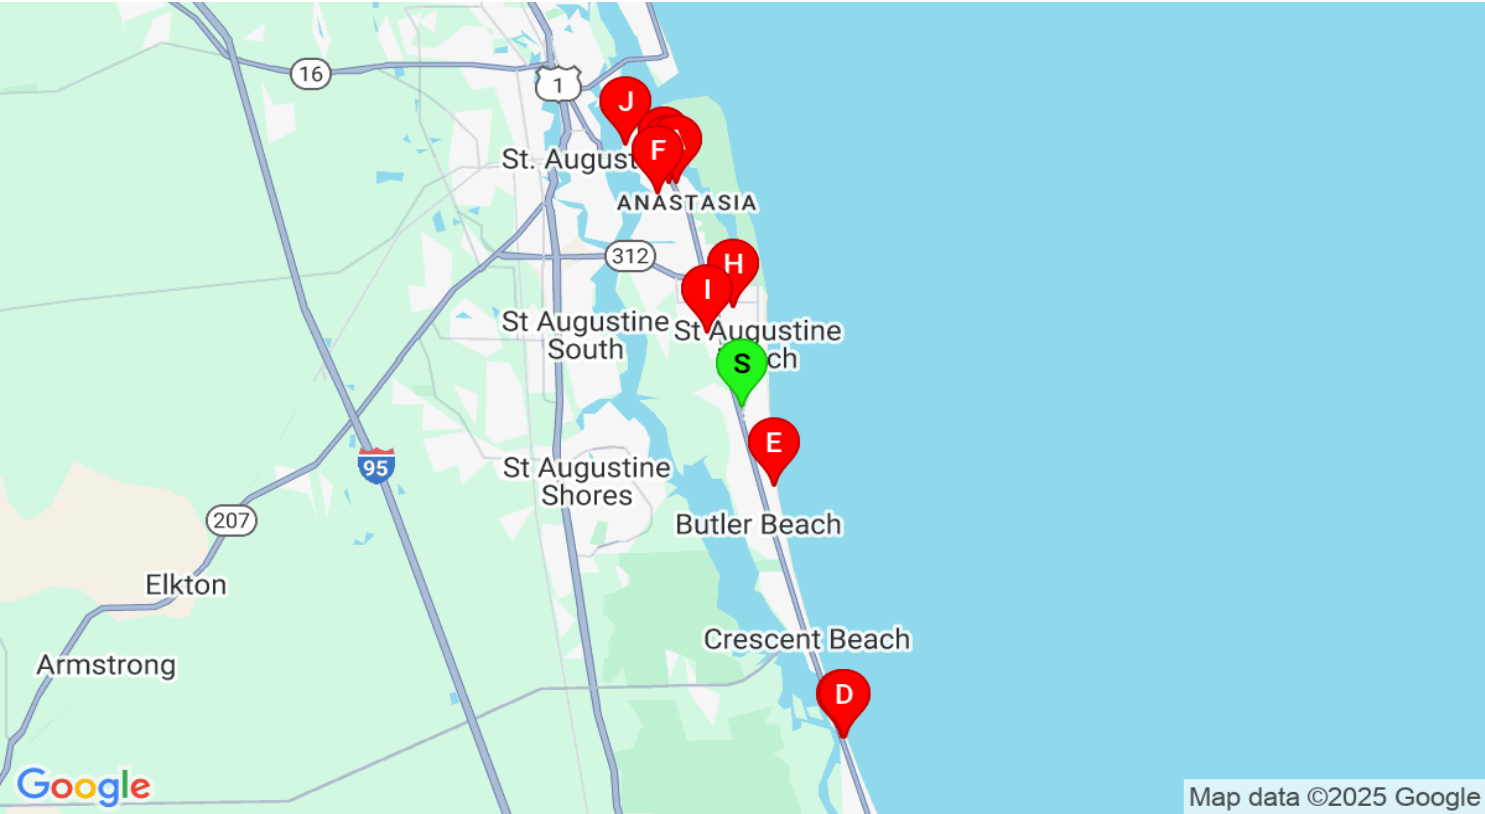 16
1
J
F
St. August
ANASTASIA
312
H
I
St Augustine
South
St Augustine
ch
S
E
95
St Augustine
Shores
207
Butler Beach
Elkton
Crescent Beach
Armstrong
D
Google
Map data ©2025 Google